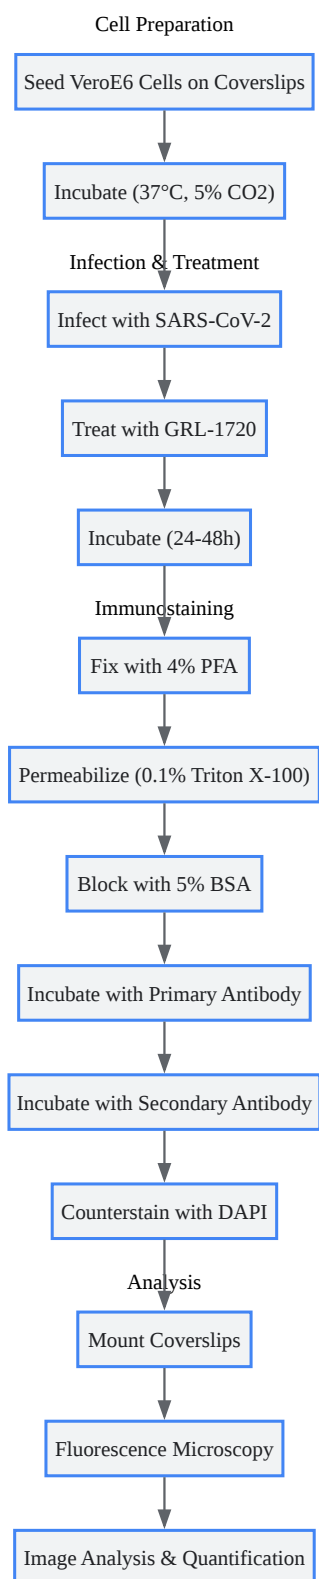 Cell Preparation
Seed VeroE6 Cells on Coverslips
Incubate (37°C, 5% CO2)
Infection & Treatment
Infect with SARS-CoV-2
Treat with GRL-1720
Incubate (24-48h)
Immunostaining
Fix with 4% PFA
Permeabilize (0.1% Triton X-100)
Block with 5% BSA
Incubate with Primary Antibody
Incubate with Secondary Antibody
Counterstain with DAPI
Analysis
Mount Coverslips
Fluorescence Microscopy
Image Analysis & Quantification